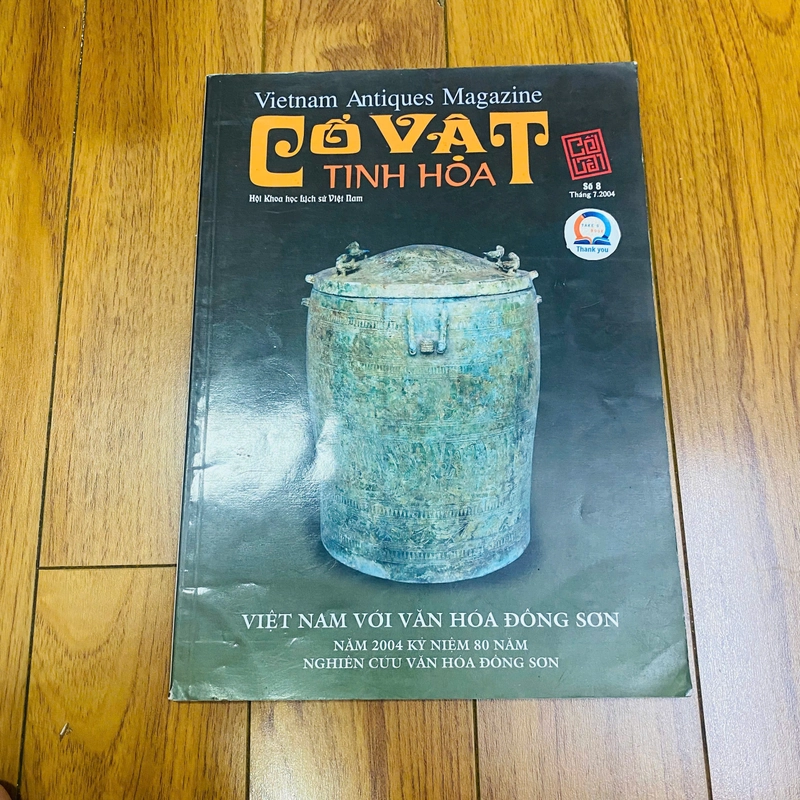 Vietnam Antiques Magazine
CỔ VẬT
TINH HOA
Hội Khoa học Lịch sử Việt Nam
Số 8
Tháng 7.2004
Thank you
VIỆT NAM VỚI VĂN HÓA ĐÔNG SƠN
NĂM 2004 KỶ NIỆM 80 NĂM
NGHIÊN CỨU VĂN HÓA ĐÔNG SƠN